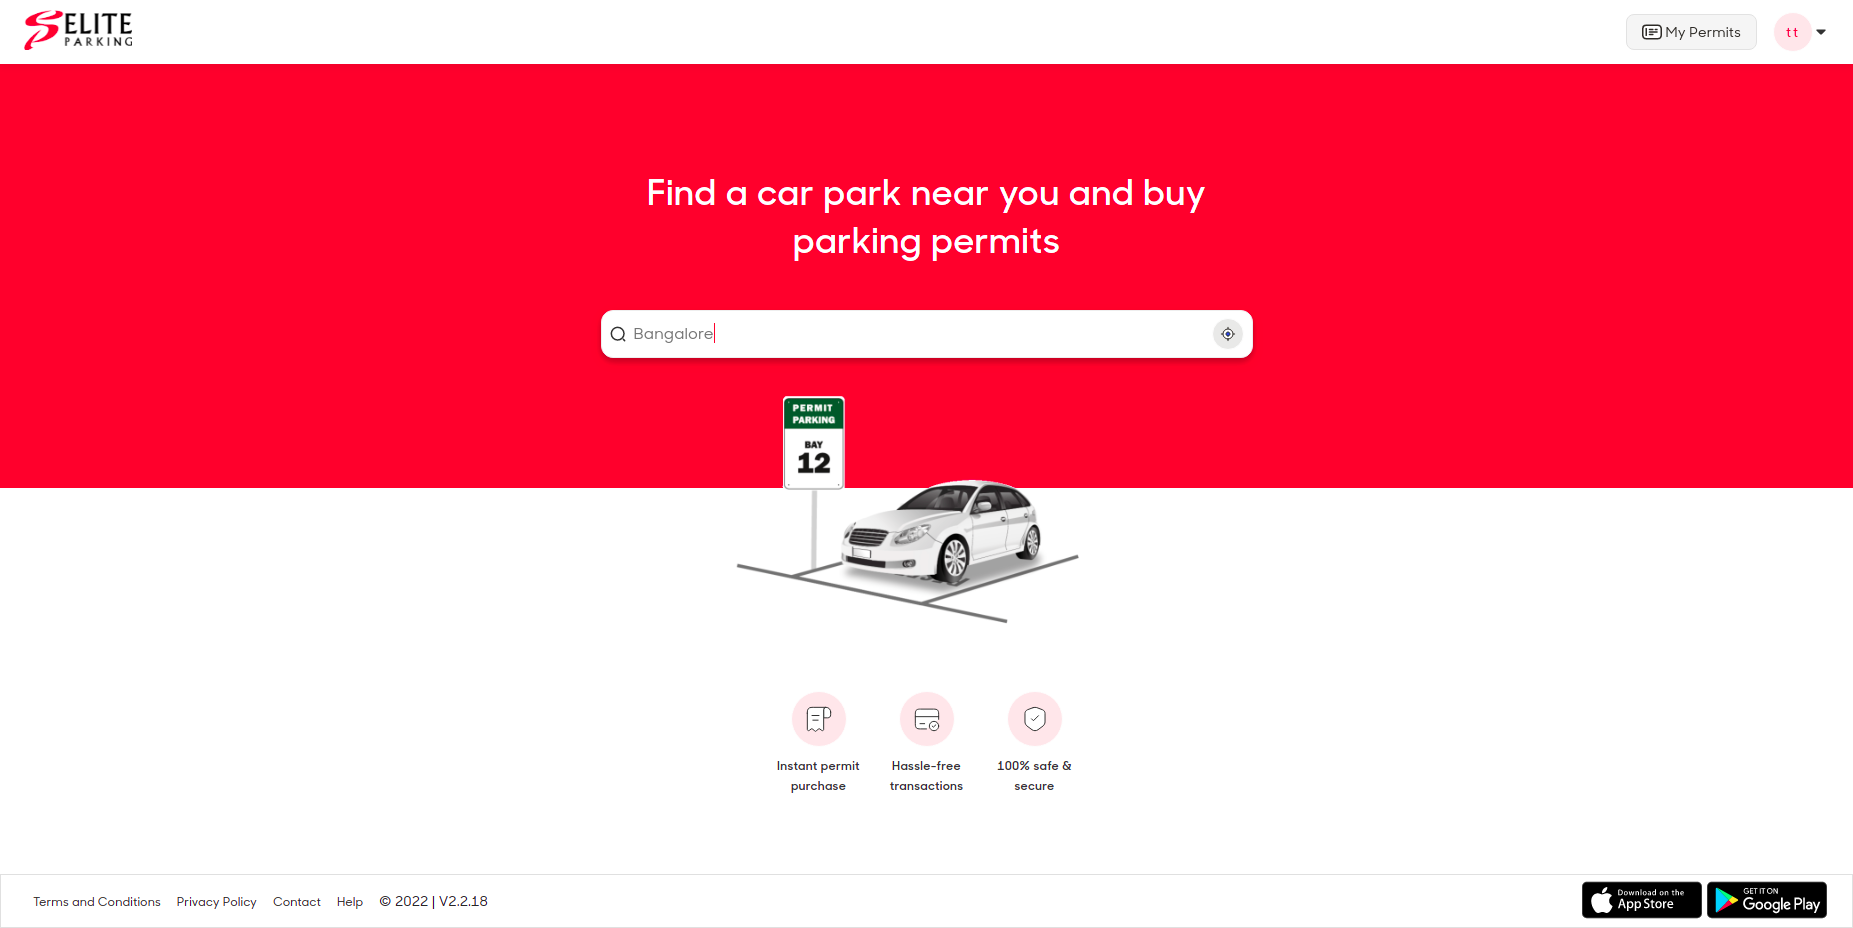 SELITE
PARKING
My Permits
tt
Find a car park near you and buy
parking permits
Bangalore
PERMIT
PARKING
BAY
12
Instant permit
purchase
Hassle-free
transactions
100% safe &
secure
Terms and Conditions Privacy Policy Contact Help © 2022 | V2.2.18
Download on the
App Store
GET IT ON
Google Play